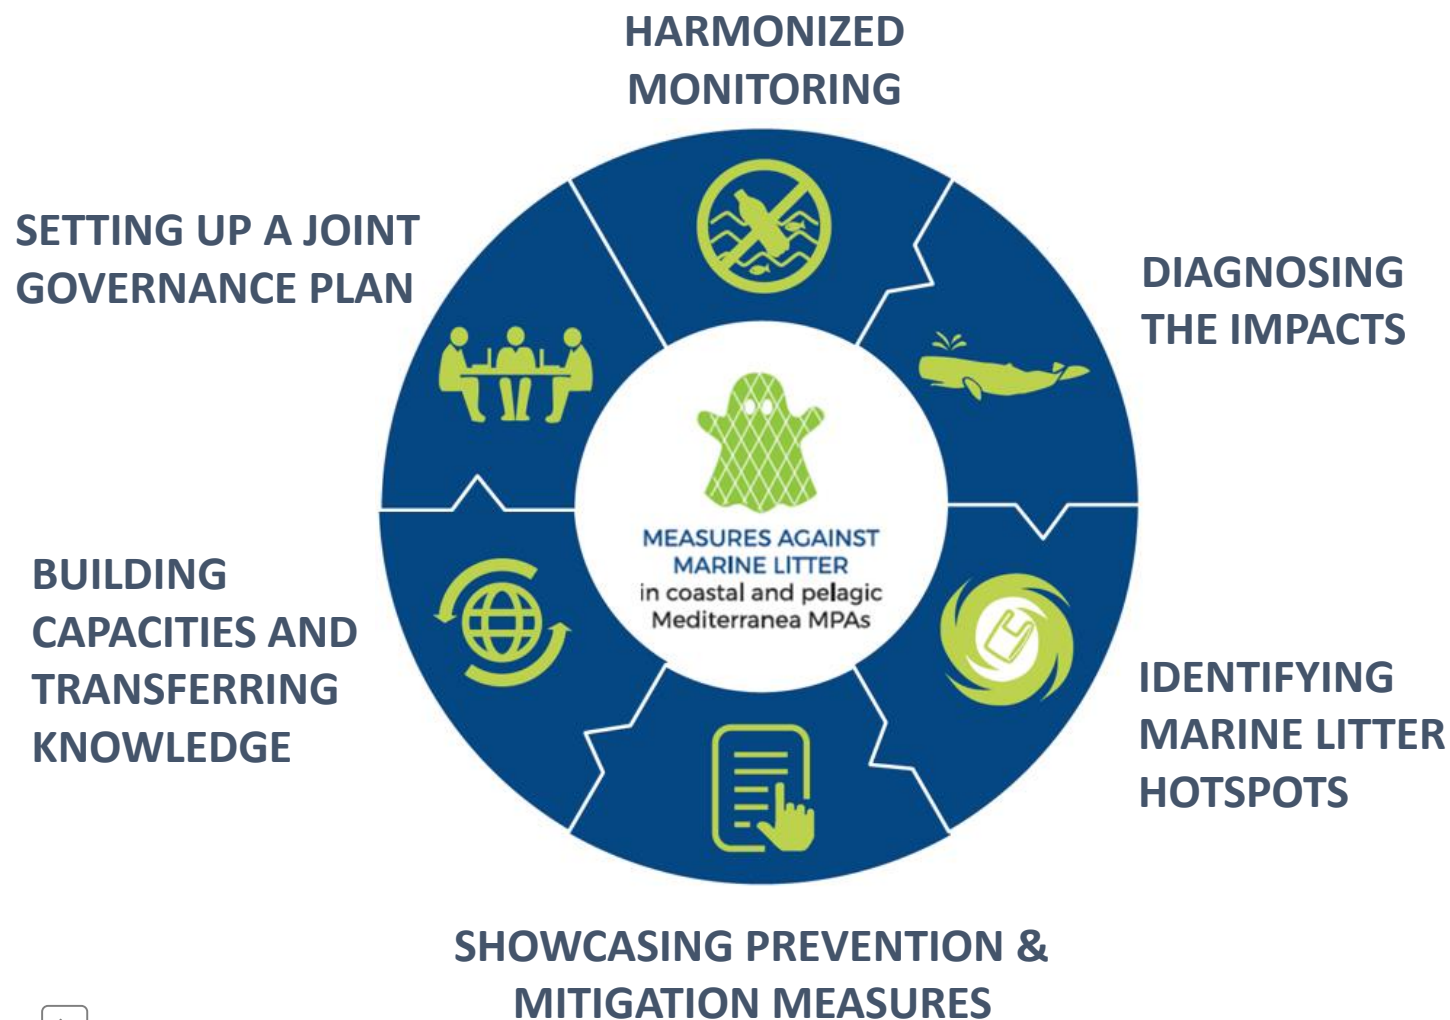 HARMONIZED
MONITORING
SETTING UP A JOINT
GOVERNANCE PLAN
DIAGNOSING
THE IMPACTS
MEASURES AGAINST
MARINE LITTER
in coastal and pelagic
Mediterranea MPAs
BUILDING
CAPACITIES AND
TRANSFERRING
KNOWLEDGE
IDENTIFYING
MARINE LITTER
HOTSPOTS
SHOWCASING PREVENTION &
MITIGATION MEASURES